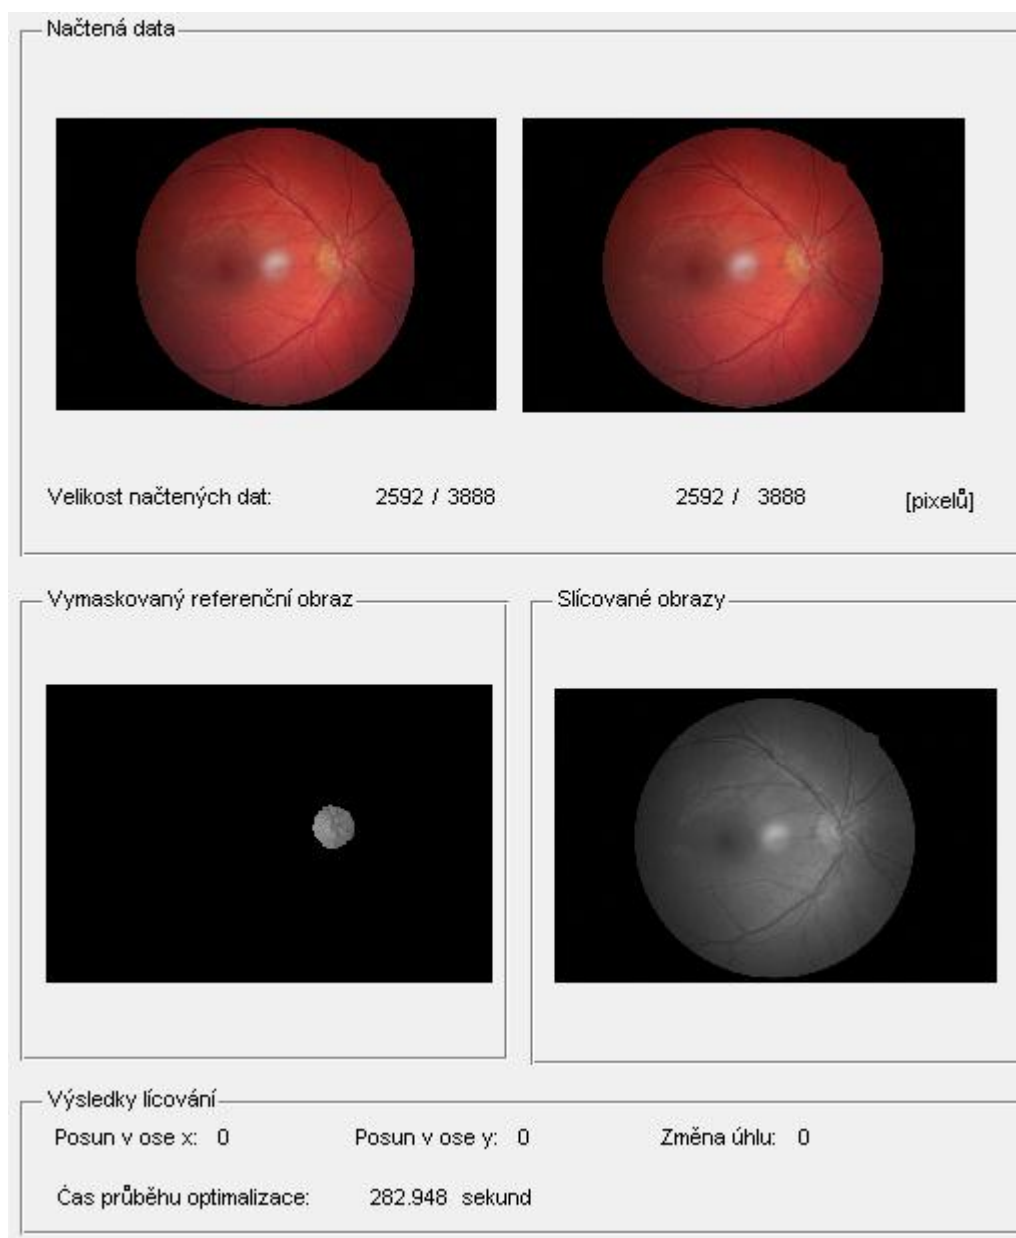 Načtená data
Velikost načtených dat: 2592 / 3888 2592 / 3888 [pixelů]
Vymaskovaný referenční obraz
Slícované obrazy
Výsledky lícování
Posun v ose x: 0 Posun v ose y: 0 Změna úhlu: 0
Čas průběhu optimalizace: 282.948 sekund